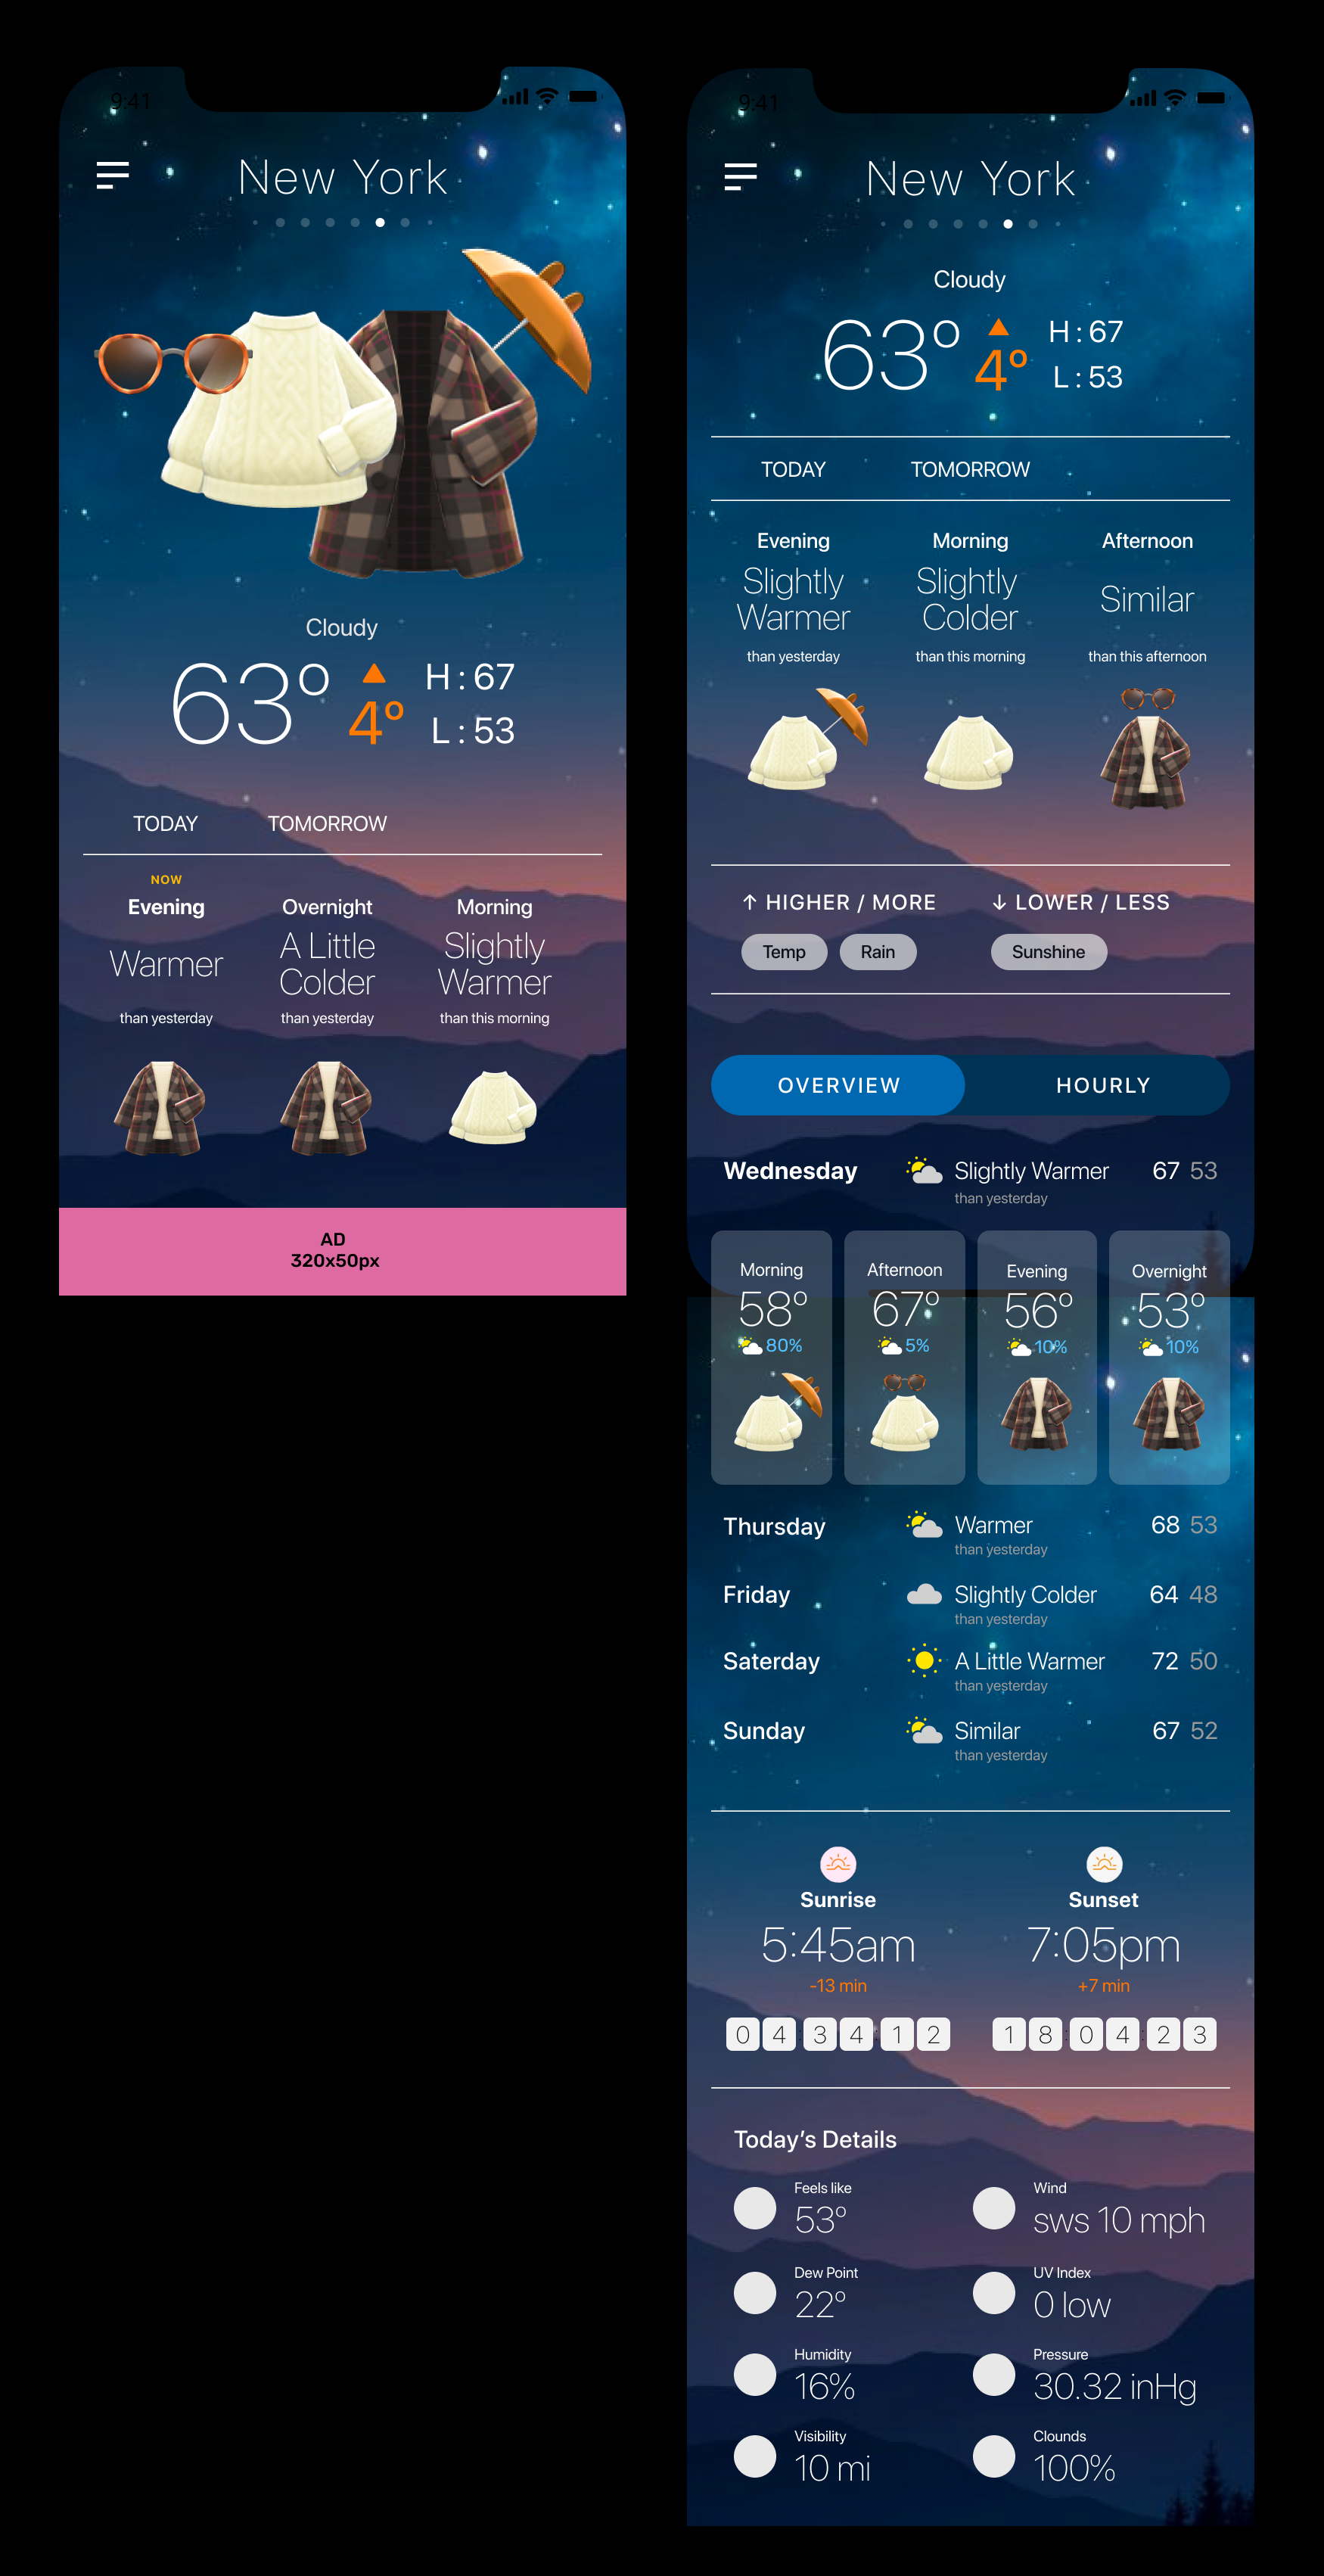 9:41
New York
Cloudy
63° 4° H : 67
L : 53
TODAY TOMORROW
NOW
Evening Overnight Morning
Warmer A Little Colder Slightly Warmer
than yesterday than yesterday than this morning
AD
320x50px
9:41
New York
Cloudy
63° 4° H : 67
L : 53
TODAY TOMORROW
Evening Morning Afternoon
Slightly Warmer Slightly Colder Similar
than yesterday than this morning than this afternoon
↑ HIGHER / MORE ↓ LOWER / LESS
Temp Rain Sunshine
OVERVIEW HOURLY
Wednesday Slightly Warmer 67 53
than yesterday
Morning Afternoon Evening Overnight
58° 67° 56° 53°
80% 5% 10% 10%
Thursday Warmer 68 53
than yesterday
Friday Slightly Colder 64 48
than yesterday
Saterday A Little Warmer 72 50
than yesterday
Sunday Similar 67 52
than yesterday
Sunrise Sunset
5:45am 7:05pm
-13 min +7 min
0 4 : 3 4 : 1 2 1 8 : 0 4 : 2 3
Today's Details
Feels like Wind
53° sws 10 mph
Dew Point UV Index
22° 0 low
Humidity Pressure
16% 30.32 inHg
Visibility Clounds
10 mi 100%